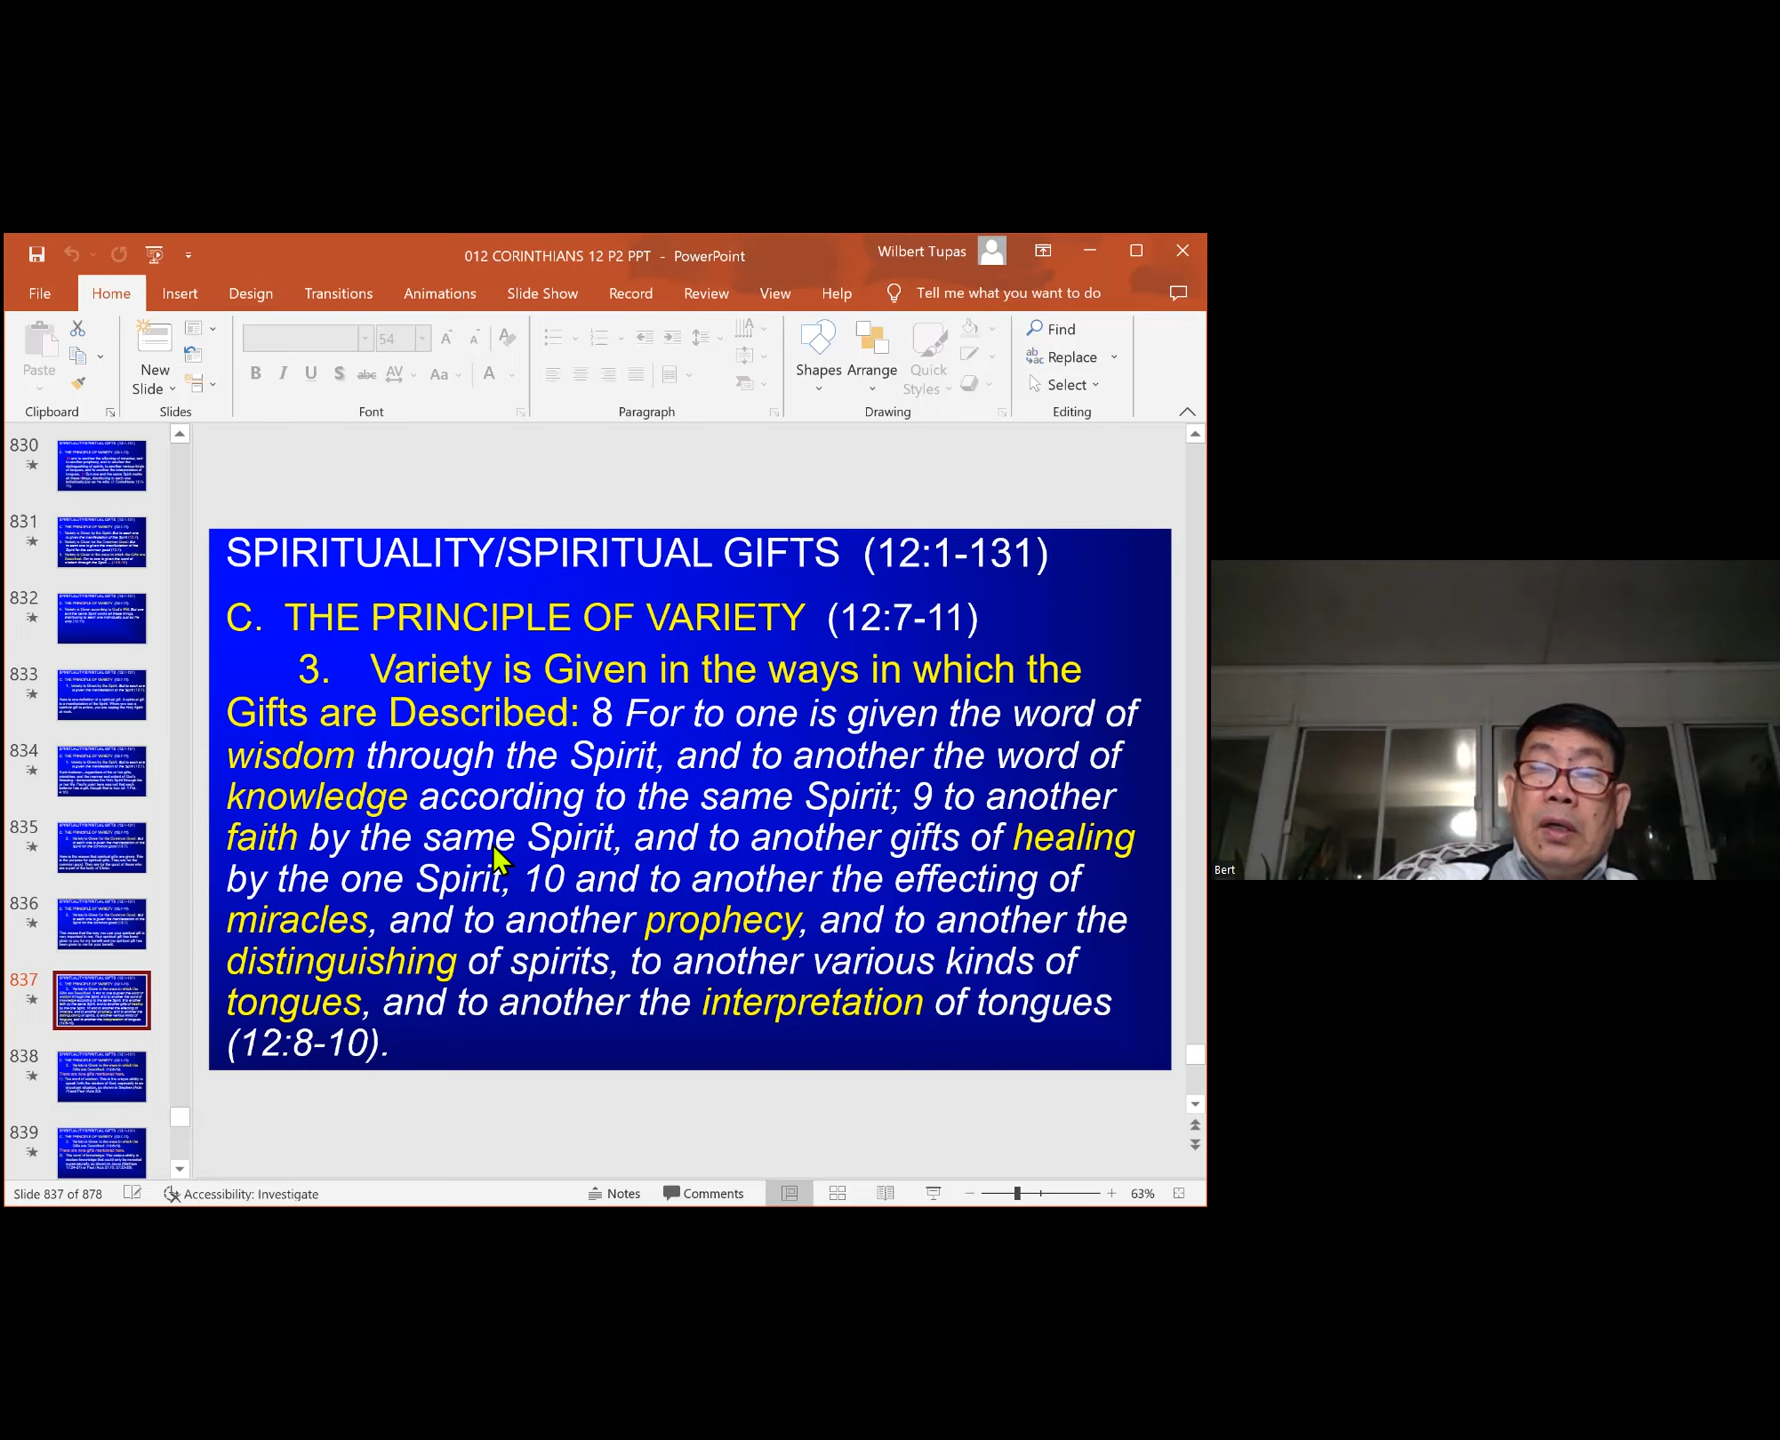 012 CORINTHIANS 12 P2 PPT - PowerPoint
Wilbert Tupas
File Home Insert Design Transitions Animations Slide Show Record Review View Help Tell me what you want to do
Paste
New
Slide
54
B I U S abc AV Aa A
Shapes Arrange Quick
Styles
Find
Replace
Select
Clipboard Slides Font Paragraph Drawing Editing
830
831
832
833
834
835
836
837
838
839
SPIRITUALITY/SPIRITUAL GIFTS (12:1-131)
C. THE PRINCIPLE OF VARIETY (12:7-11)
3. Variety is Given in the ways in which the
Gifts are Described: 8 For to one is given the word of
wisdom through the Spirit, and to another the word of
knowledge according to the same Spirit; 9 to another
faith by the same Spirit, and to another gifts of healing
by the one Spirit, 10 and to another the effecting of
miracles, and to another prophecy, and to another the
distinguishing of spirits, to another various kinds of
tongues, and to another the interpretation of tongues
(12:8-10).
Bert
Slide 837 of 878 Accessibility: Investigate Notes Comments 63%